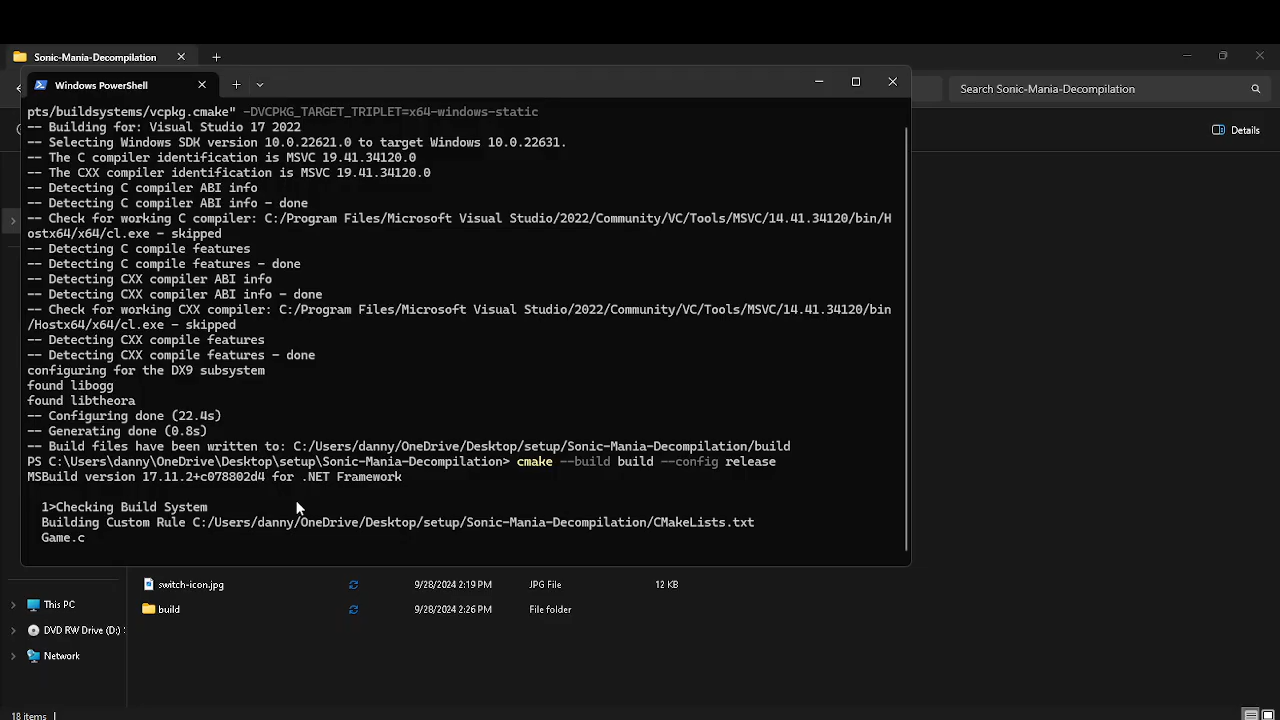 Sonic-Mania-Decompilation
Windows PowerShell
Search Sonic-Mania-Decompilation
Details
pts/buildsystems/vcpkg.cmake" -DVCPKG_TARGET_TRIPLET=x64-windows-static
-- Building for: Visual Studio 17 2022
-- Selecting Windows SDK version 10.0.22621.0 to target Windows 10.0.22631.
-- The C compiler identification is MSVC 19.41.34120.0
-- The CXX compiler identification is MSVC 19.41.34120.0
-- Detecting C compiler ABI info
-- Detecting C compiler ABI info - done
-- Check for working C compiler: C:/Program Files/Microsoft Visual Studio/2022/Community/VC/Tools/MSVC/14.41.34120/bin/H
ostx64/x64/cl.exe - skipped
-- Detecting C compile features
-- Detecting C compile features - done
-- Detecting CXX compiler ABI info
-- Detecting CXX compiler ABI info - done
-- Check for working CXX compiler: C:/Program Files/Microsoft Visual Studio/2022/Community/VC/Tools/MSVC/14.41.34120/bin
/Hostx64/x64/cl.exe - skipped
-- Detecting CXX compile features
-- Detecting CXX compile features - done
configuring for the DX9 subsystem
found libogg
found libtheora
-- Configuring done (22.4s)
-- Generating done (0.8s)
-- Build files have been written to: C:/Users/danny/OneDrive/Desktop/setup/Sonic-Mania-Decompilation/build
PS C:\Users\danny\OneDrive\Desktop\setup\Sonic-Mania-Decompilation> cmake --build build --config release
MSBuild version 17.11.2+c078802d4 for .NET Framework
1>Checking Build System
Building Custom Rule C:/Users/danny/OneDrive/Desktop/setup/Sonic-Mania-Decompilation/CMakeLists.txt
Game.c
switch-icon.jpg 9/28/2024 2:19 PM JPG File 12 KB
build 9/28/2024 2:26 PM File folder
This PC
DVD RW Drive (D:)
Network
18 items